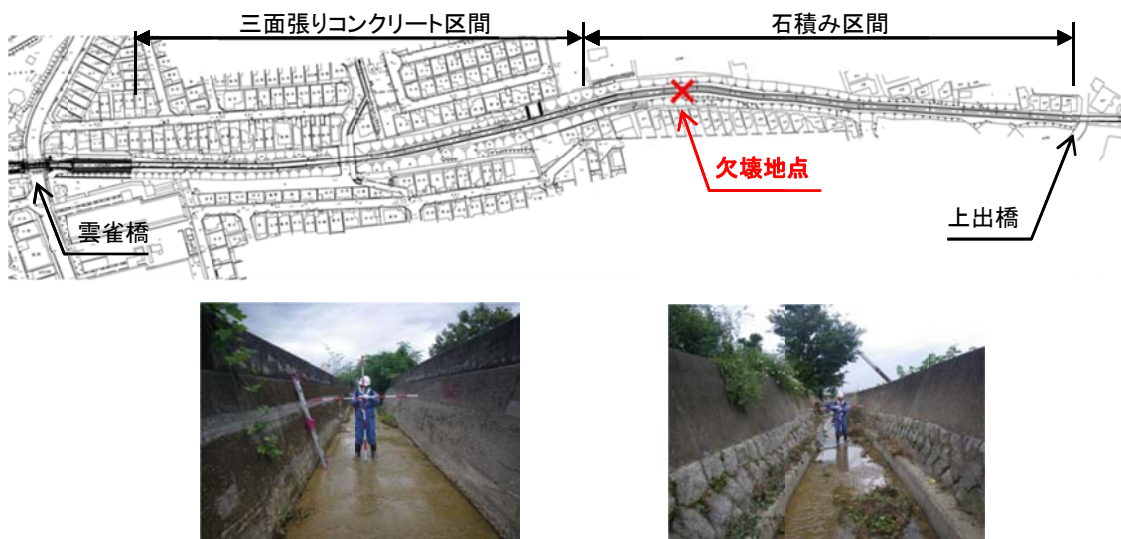 三面張りコンクリート区間
石積み区間
欠壊地点
雲雀橋
上出橋